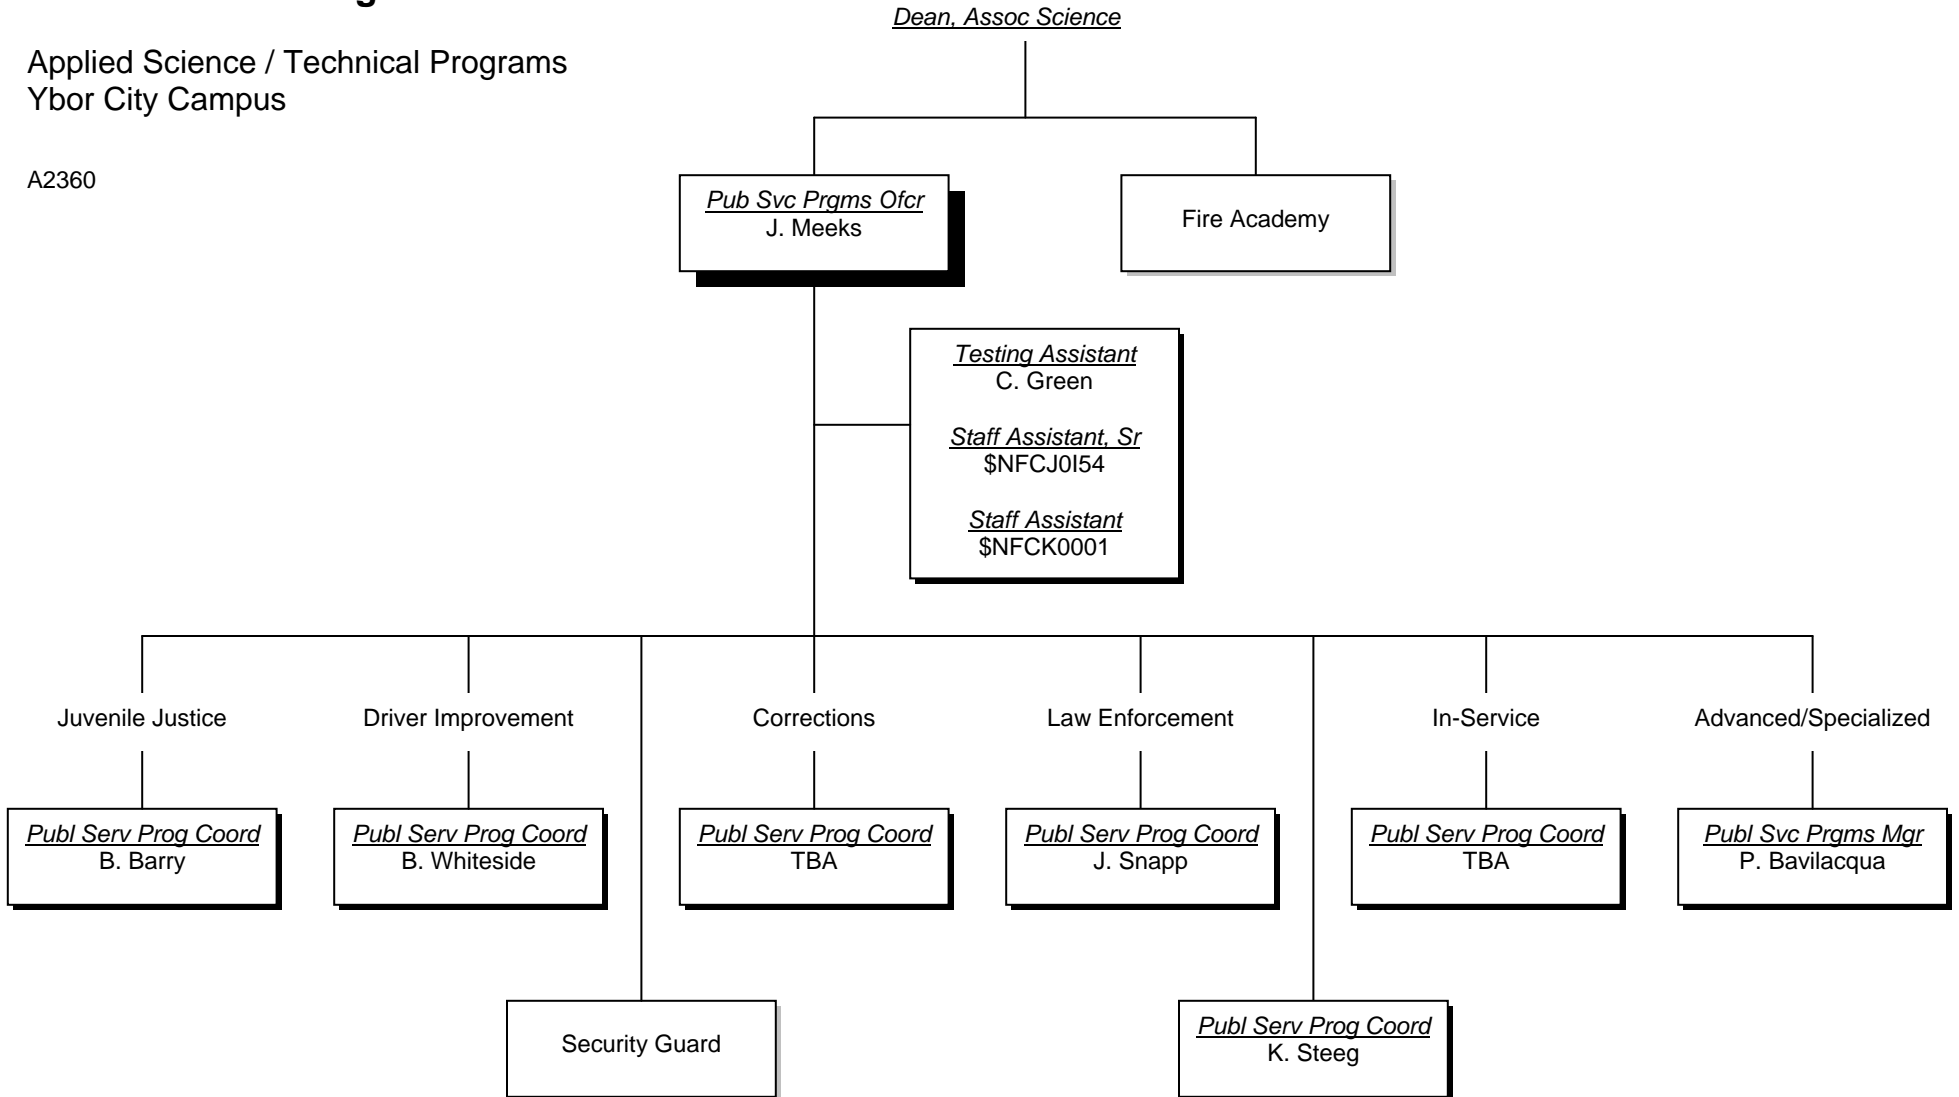 Dean, Assoc Science
Applied Science / Technical Programs
Ybor City Campus
A2360
Pub Svc Prgms Ofcr
J. Meeks
Fire Academy
Testing Assistant
C. Green
Staff Assistant, Sr
$NFCJ0I54
Staff Assistant
$NFCK0001
Juvenile Justice
Driver Improvement
Corrections
Law Enforcement
In-Service
Advanced/Specialized
Publ Serv Prog Coord
B. Barry
Publ Serv Prog Coord
B. Whiteside
Publ Serv Prog Coord
TBA
Publ Serv Prog Coord
J. Snapp
Publ Serv Prog Coord
TBA
Publ Svc Prgms Mgr
P. Bavilacqua
Security Guard
Publ Serv Prog Coord
K. Steeg